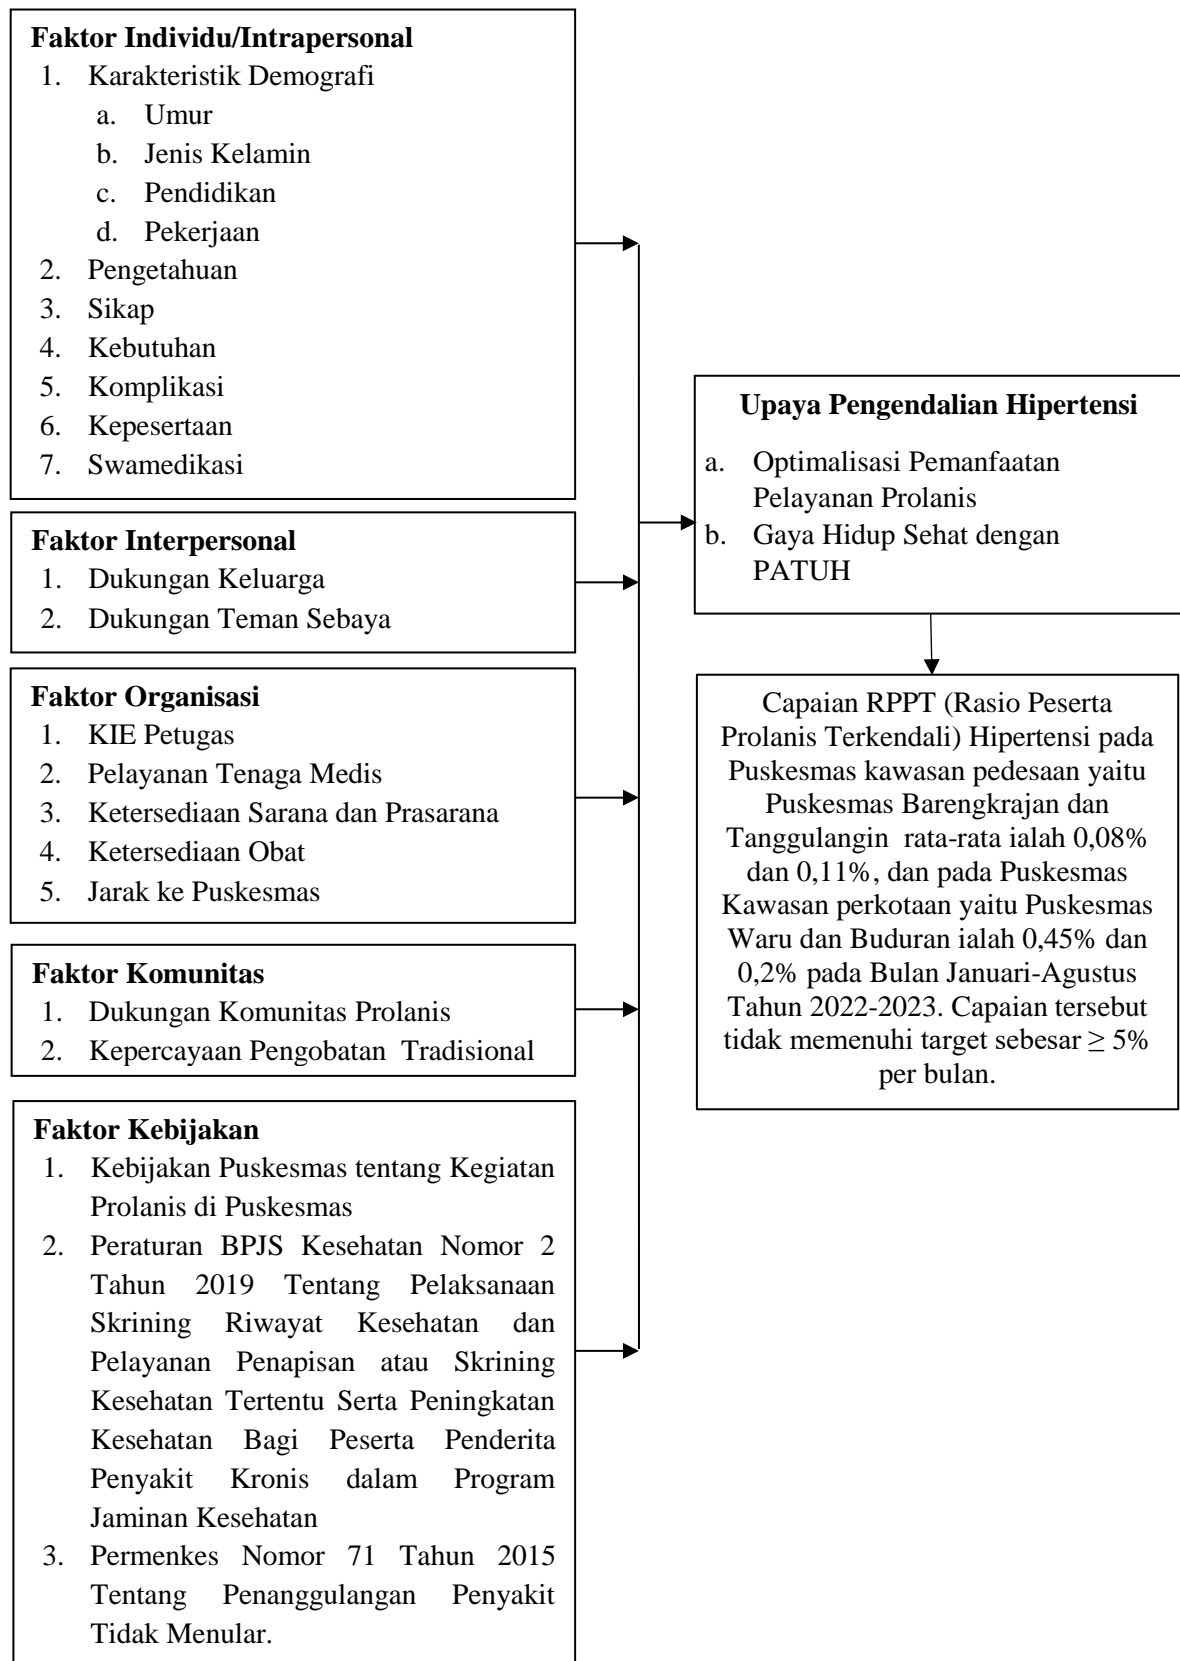 Faktor Individu/Intrapersonal
1. Karakteristik Demografi
a. Umur
b. Jenis Kelamin
c. Pendidikan
d. Pekerjaan
2. Pengetahuan
3. Sikap
4. Kebutuhan
5. Komplikasi
6. Kepesertaan
7. Swamedikasi
Faktor Interpersonal
1. Dukungan Keluarga
2. Dukungan Teman Sebaya
Faktor Organisasi
1. KIE Petugas
2. Pelayanan Tenaga Medis
3. Ketersediaan Sarana dan Prasarana
4. Ketersediaan Obat
5. Jarak ke Puskesmas
Faktor Komunitas
1. Dukungan Komunitas Prolanis
2. Kepercayaan Pengobatan Tradisional
Faktor Kebijakan
1. Kebijakan Puskesmas tentang Kegiatan
Prolanis di Puskesmas
2. Peraturan BPJS Kesehatan Nomor 2
Tahun 2019 Tentang Pelaksanaan
Skrining Riwayat Kesehatan dan
Pelayanan Penapisan atau Skrining
Kesehatan Tertentu Serta Peningkatan
Kesehatan Bagi Peserta Penderita
Penyakit Kronis dalam Program
Jaminan Kesehatan
3. Permenkes Nomor 71 Tahun 2015
Tentang Penanggulangan Penyakit
Tidak Menular.
Upaya Pengendalian Hipertensi
a. Optimalisasi Pemanfaatan
Pelayanan Prolanis
b. Gaya Hidup Sehat dengan
PATUH
Capaian RPPT (Rasio Peserta
Prolanis Terkendali) Hipertensi pada
Puskesmas kawasan pedesaan yaitu
Puskesmas Barengkrajan dan
Tanggulangin rata-rata ialah 0,08%
dan 0,11%, dan pada Puskesmas
Kawasan perkotaan yaitu Puskesmas
Waru dan Buduran ialah 0,45% dan
0,2% pada Bulan Januari-Agustus
Tahun 2022-2023. Capaian tersebut
tidak memenuhi target sebesar ≥ 5%
per bulan.